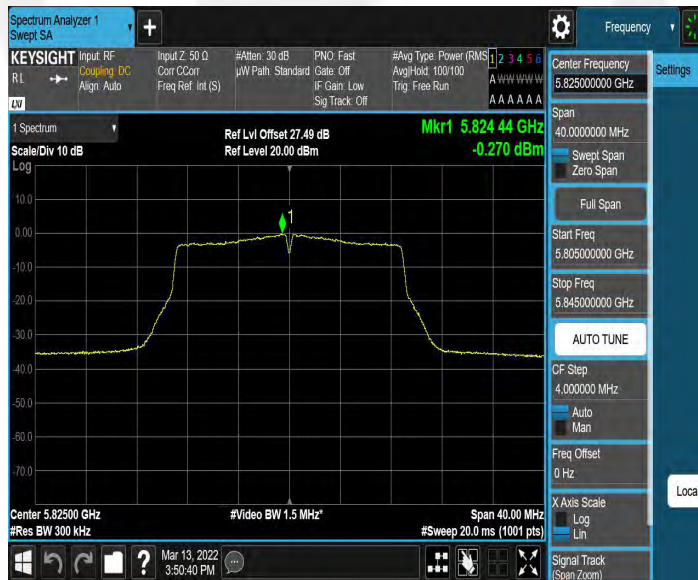 Spectrum Analyzer 1
Swept SA
+
Frequency
KEYSIGHT
RL
LXI
Input: RF
Coupling: DC
Align: Auto
Input Z: 50 Ω
Corr CCorr
Freq Ref: Int (S)
#Atten: 30 dB
µW Path: Standard
PNO: Fast
Gate: Off
IF Gain: Low
Sig Track: Off
#Avg Type: Power (RMS
Avg|Hold: 100/100
Trig: Free Run
1 2 3 4 5 6
A W W W W W
A A A A A A
1 Spectrum
Scale/Div 10 dB
Log
Ref Lvl Offset 27.49 dB
Ref Level 20.00 dBm
Mkr1 5.824 44 GHz
-0.270 dBm
1
10.0
0.00
-10.0
-20.0
-30.0
-40.0
-50.0
-60.0
-70.0
Center 5.82500 GHz
#Res BW 300 kHz
#Video BW 1.5 MHz*
Span 40.00 MHz
#Sweep 20.0 ms (1001 pts)
?
Mar 13, 2022
3:50:40 PM
Center Frequency
5.825000000 GHz
Settings
Span
40.0000000 MHz
Swept Span
Zero Span
Full Span
Start Freq
5.805000000 GHz
Stop Freq
5.845000000 GHz
AUTO TUNE
CF Step
4.000000 MHz
Auto
Man
Freq Offset
0 Hz
X Axis Scale
Log
Lin
Signal Track
(Span Zoom)
Loca